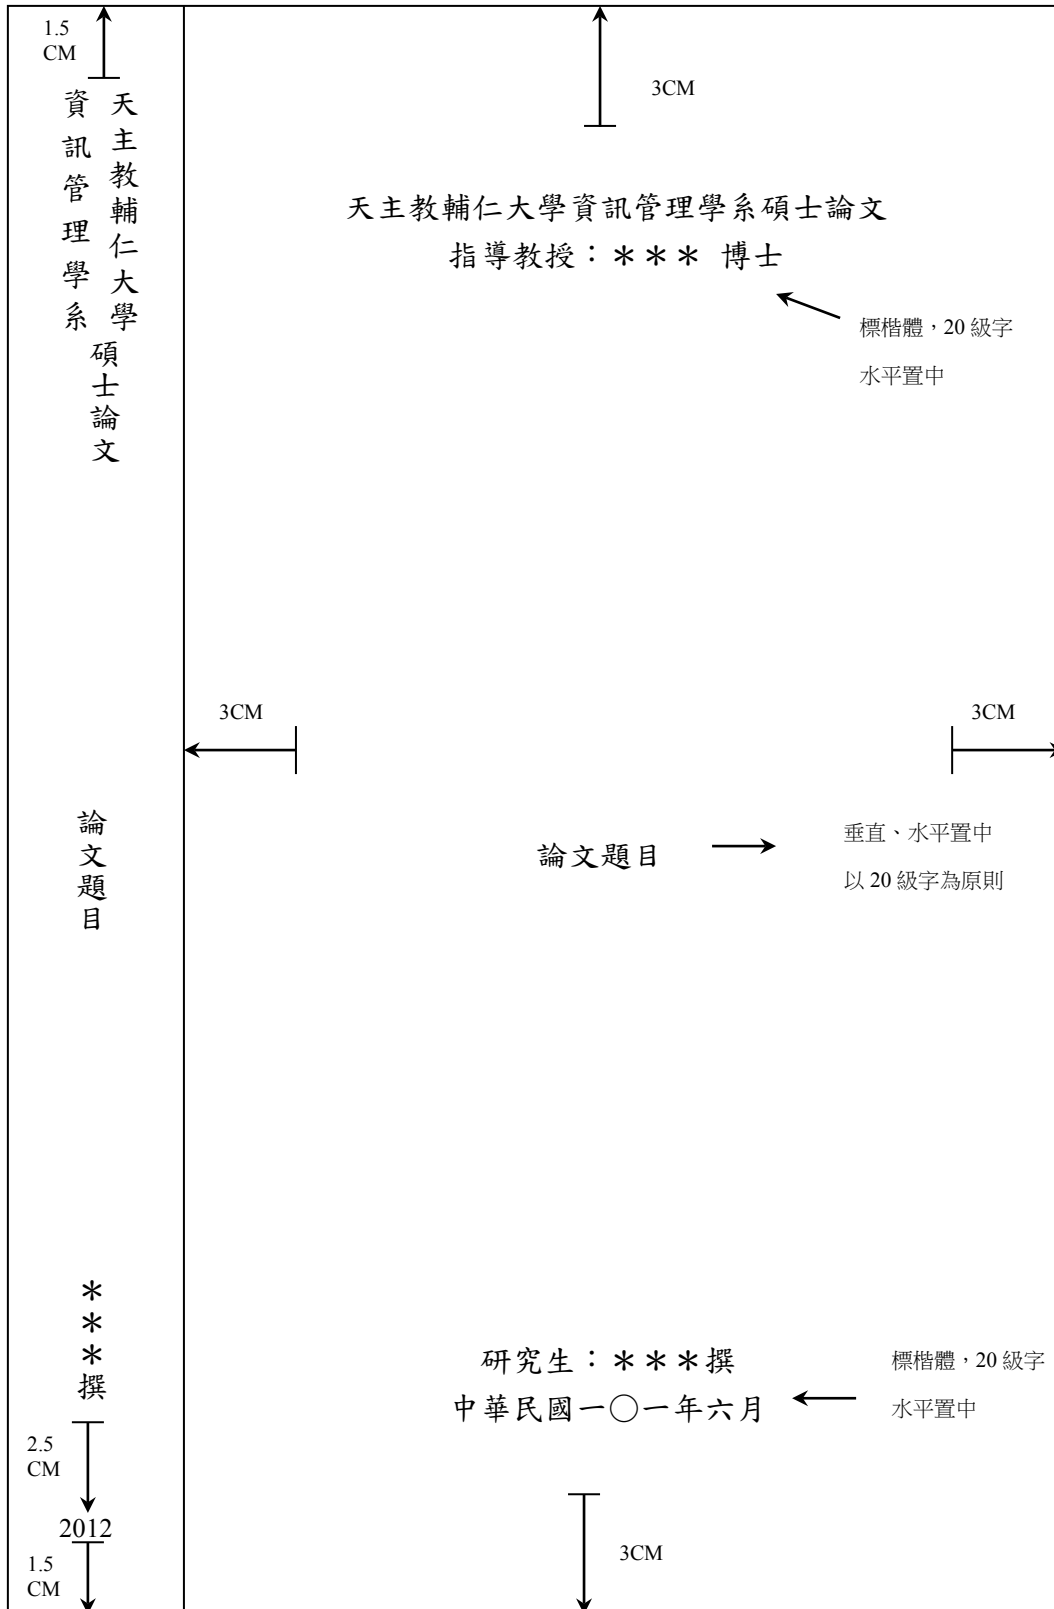 1.5
CM
天主教輔仁大學
資訊管理學系
碩士論文
論文題目
＊＊＊撰
2.5
CM
2012
1.5
CM
3CM
天主教輔仁大學資訊管理學系碩士論文
指導教授：＊＊＊ 博士
標楷體，20 級字
水平置中
3CM
3CM
論文題目
垂直、水平置中
以 20 級字為原則
研究生：＊＊＊撰
中華民國一○一年六月
標楷體，20 級字
水平置中
3CM